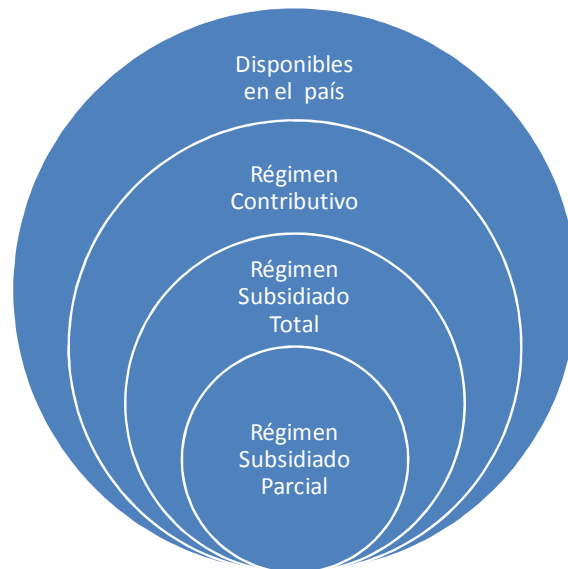 Disponibles
en el país
Régimen
Contributivo
Régimen
Subsidiado
Total
Régimen
Subsidiado
Parcial